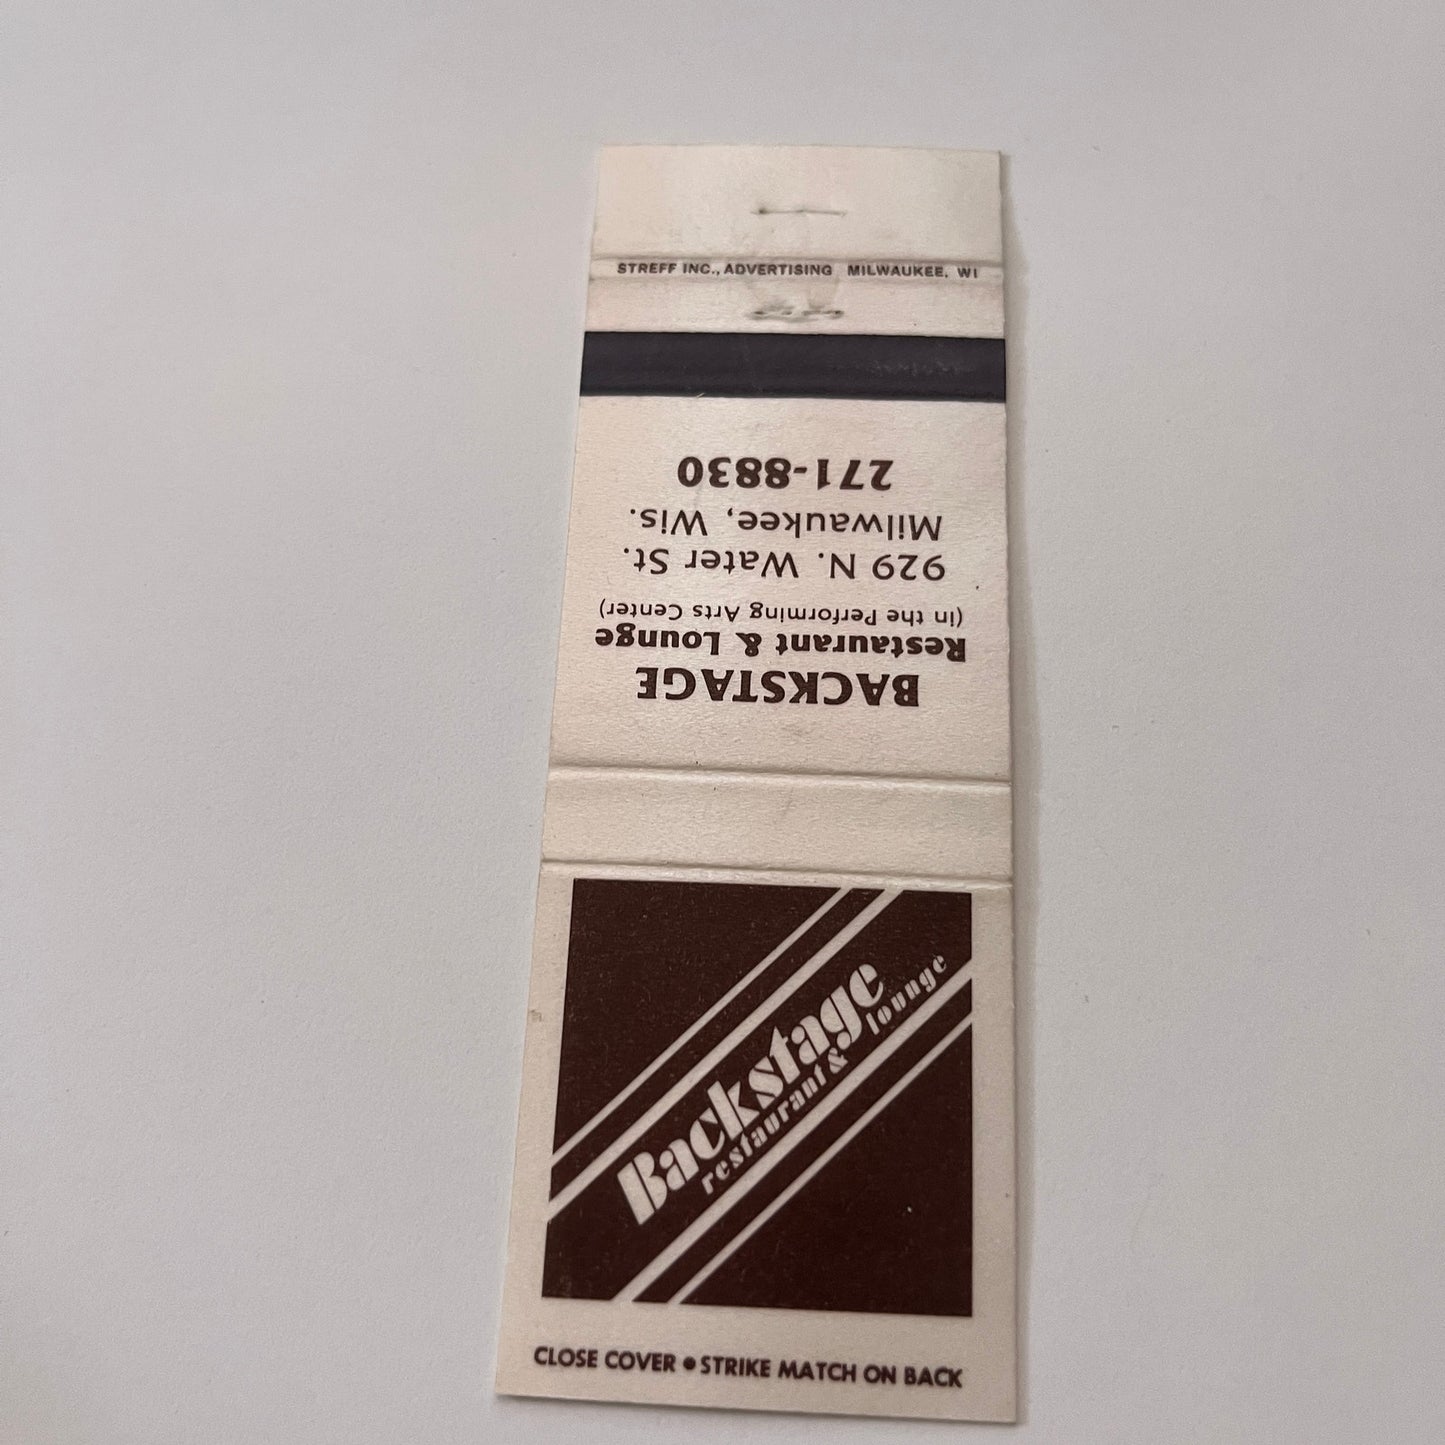 STREFF INC., ADVERTISING MILWAUKEE, WI
BACKSTAGE
Restaurant & Lounge
(in the Performing Arts Center)
929 N. Water St.
Milwaukee, Wis.
271-8830
Backstage
restaurant & lounge
CLOSE COVER • STRIKE MATCH ON BACK